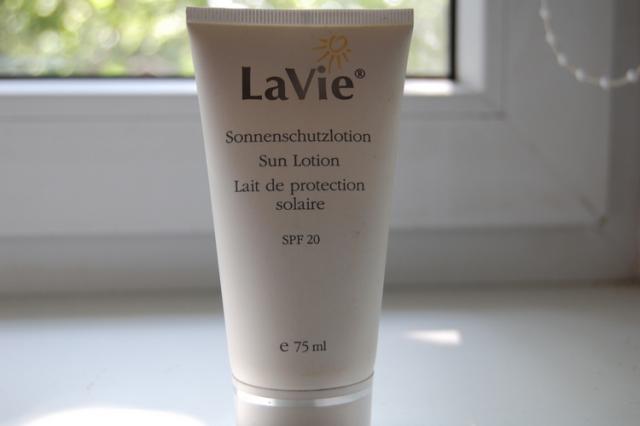 LaVie®
Sonnenschutzlotion
Sun Lotion
Lait de protection
solaire
SPF 20
℮ 75 ml